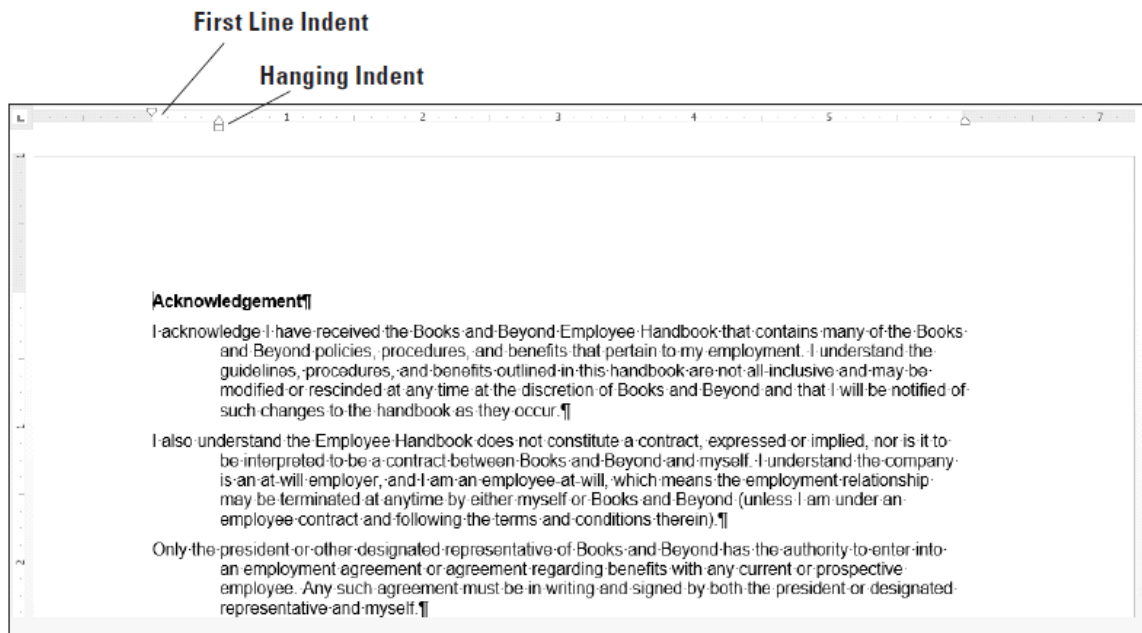 First Line Indent
Hanging Indent
L 1 2 3 4 5 7
1
Acknowledgement¶
I·acknowledge·I·have·received·the·Books·and·Beyond·Employee·Handbook·that·contains·many·of·the·Books·
and·Beyond·policies,·procedures,·and·benefits·that·pertain·to·my·employment.·I·understand·the·
guidelines,·procedures,·and·benefits·outlined·in·this·handbook·are·not·all-inclusive·and·may·be·
modified·or·rescinded·at·any·time·at·the·discretion·of·Books·and·Beyond·and·that·I·will·be·notified·of·
such·changes·to·the·handbook·as·they·occur.¶
1
I·also·understand·the·Employee·Handbook·does·not·constitute·a·contract,·expressed·or·implied,·nor·is·it·to·
be·interpreted·to·be·a·contract·between·Books·and·Beyond·and·myself.·I·understand·the·company·
is·an·at-will·employer,·and·I·am·an·employee-at-will,·which·means·the·employment·relationship·
may·be·terminated·at·anytime·by·either·myself·or·Books·and·Beyond·(unless·I·am·under·an·
employee·contract·and·following·the·terms·and·conditions·therein).¶
Only·the·president·or·other·designated·representative·of·Books·and·Beyond·has·the·authority·to·enter·into·
2
an·employment·agreement·or·agreement·regarding·benefits·with·any·current·or·prospective·
employee.·Any·such·agreement·must·be·in·writing·and·signed·by·both·the·president·or·designated·
representative·and·myself.¶